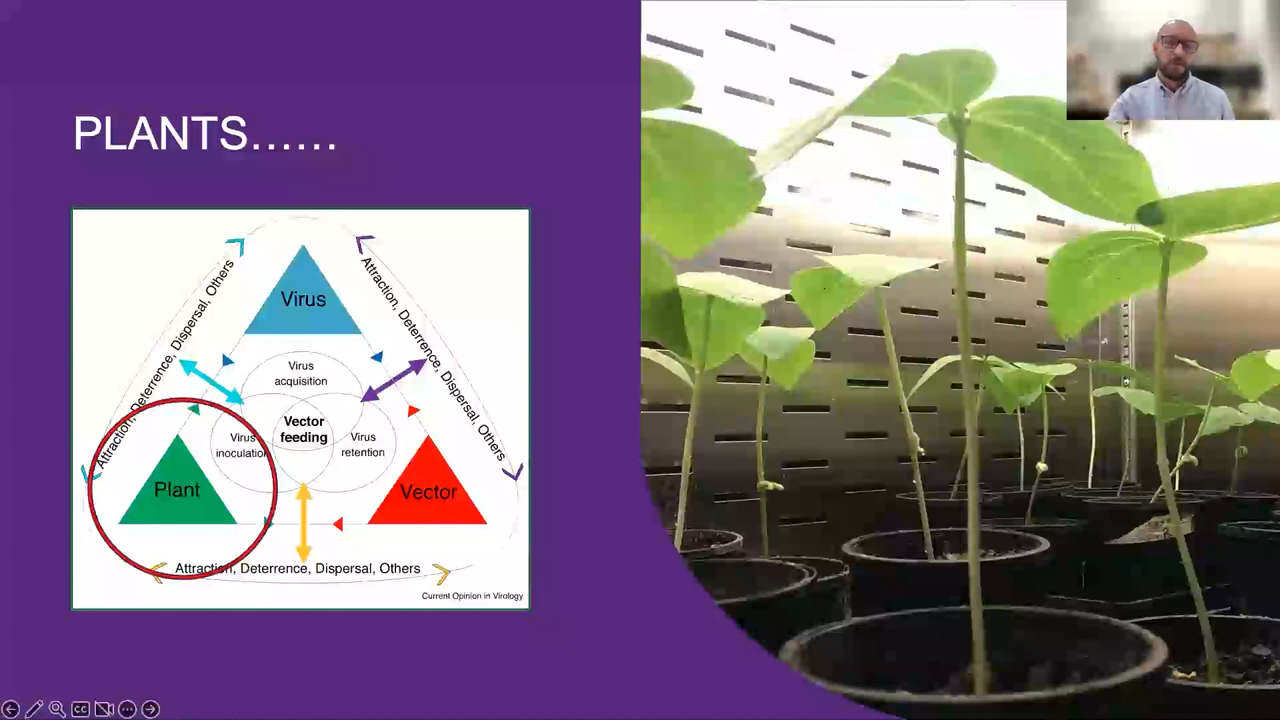 PLANTS......
Virus
Attraction, Deterrence, Dispersal, Others
Attraction, Deterrence, Dispersal, Others
Virus
acquisition
Vector
feeding
Virus
inoculation
Virus
retention
Plant
Vector
Attraction, Deterrence, Dispersal, Others
Current Opinion in Virology
CC